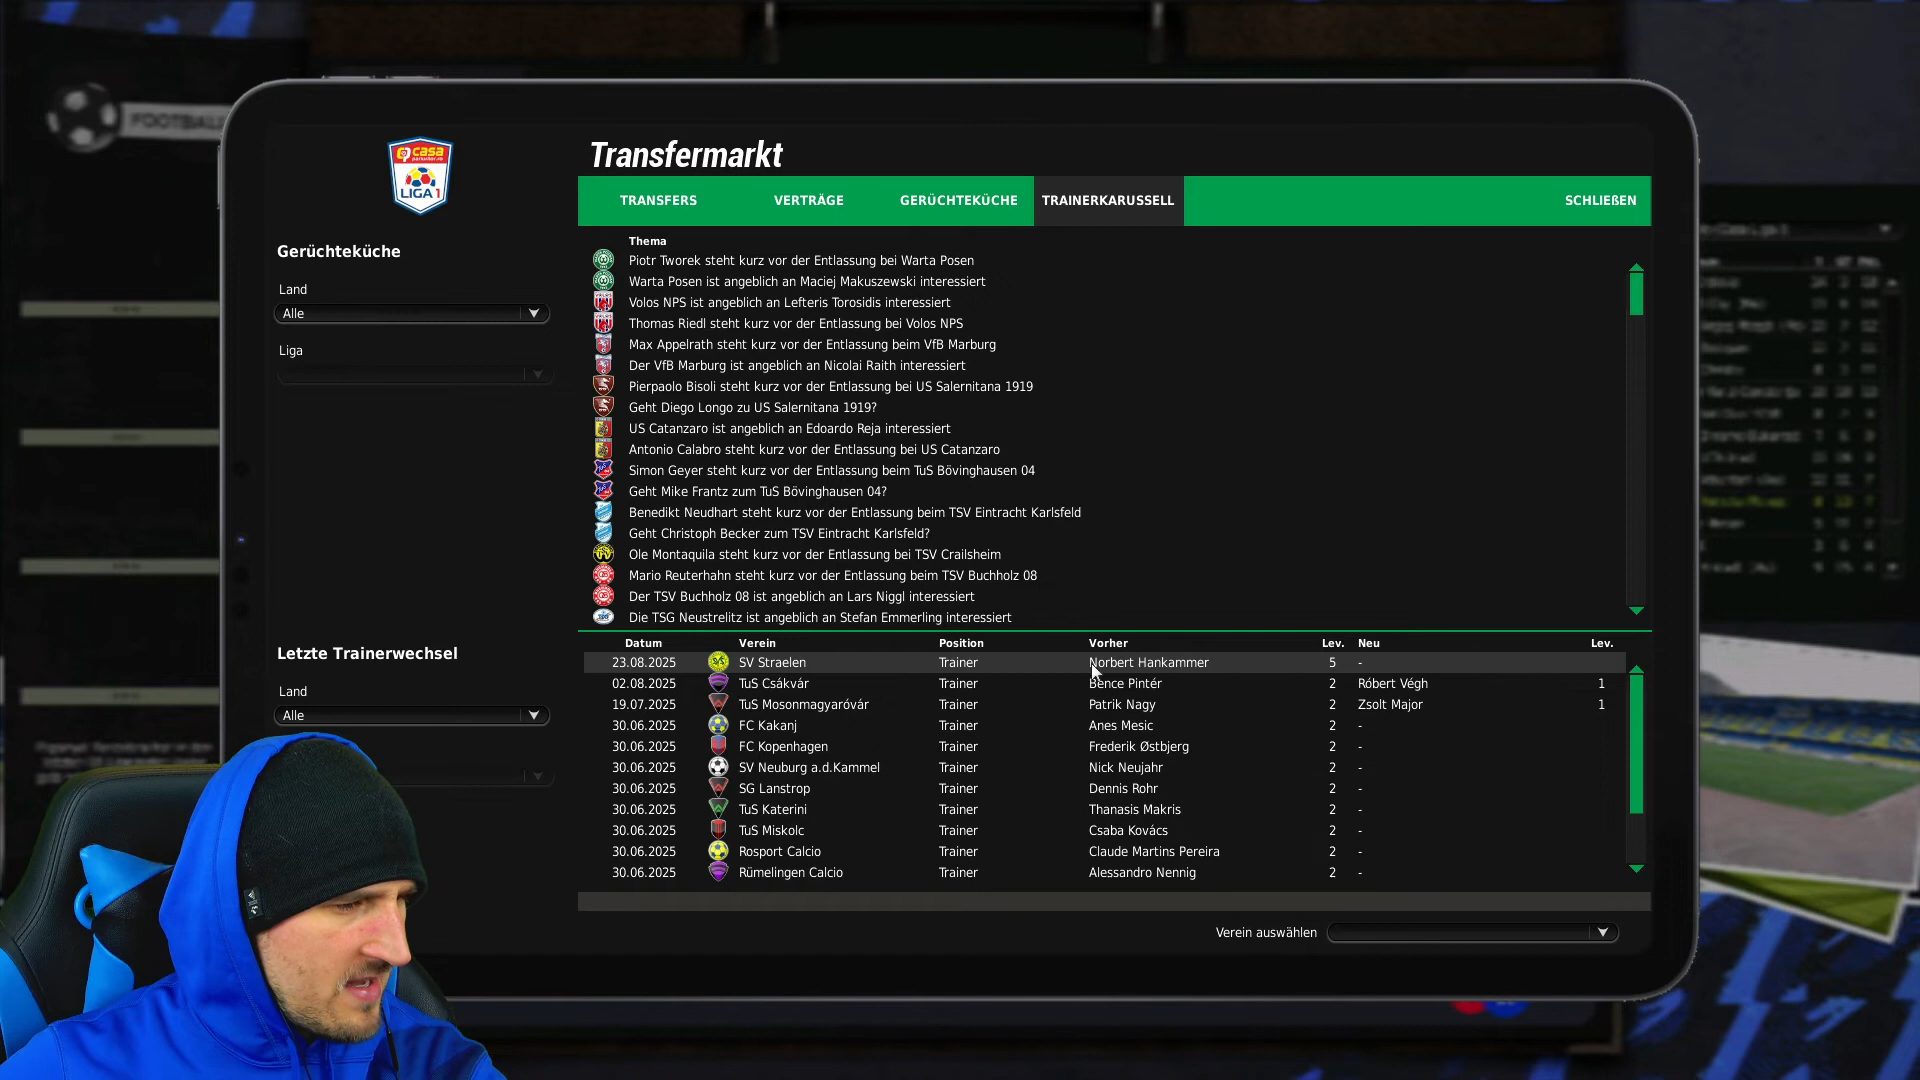 FOOTBALL
casa
pariurilor.ro
LIGA 1
Transfermarkt
TRANSFERS VERTRÄGE GERÜCHTEKÜCHE TRAINERKARUSSELL SCHLIEßEN
Gerüchteküche
Land
Alle
Liga
Thema
Piotr Tworek steht kurz vor der Entlassung bei Warta Posen
Warta Posen ist angeblich an Maciej Makuszewski interessiert
Volos NPS ist angeblich an Lefteris Torosidis interessiert
Thomas Riedl steht kurz vor der Entlassung bei Volos NPS
Max Appelrath steht kurz vor der Entlassung beim VfB Marburg
Der VfB Marburg ist angeblich an Nicolai Raith interessiert
Pierpaolo Bisoli steht kurz vor der Entlassung bei US Salernitana 1919
Geht Diego Longo zu US Salernitana 1919?
US Catanzaro ist angeblich an Edoardo Reja interessiert
Antonio Calabro steht kurz vor der Entlassung bei US Catanzaro
Simon Geyer steht kurz vor der Entlassung beim TuS Bövinghausen 04
Geht Mike Frantz zum TuS Bövinghausen 04?
Benedikt Neudhart steht kurz vor der Entlassung beim TSV Eintracht Karlsfeld
Geht Christoph Becker zum TSV Eintracht Karlsfeld?
Ole Montaquila steht kurz vor der Entlassung bei TSV Crailsheim
Mario Reuterhahn steht kurz vor der Entlassung beim TSV Buchholz 08
Der TSV Buchholz 08 ist angeblich an Lars Niggl interessiert
Die TSG Neustrelitz ist angeblich an Stefan Emmerling interessiert
Letzte Trainerwechsel
Land
Alle
Datum Verein Position Vorher Lev. Neu Lev.
23.08.2025 SV Straelen Trainer Norbert Hankammer 5 -
02.08.2025 TuS Csákvár Trainer Bence Pintér 2 Róbert Végh 1
19.07.2025 TuS Mosonmagyaróvár Trainer Patrik Nagy 2 Zsolt Major 1
30.06.2025 FC Kakanj Trainer Anes Mesic 2 -
30.06.2025 FC Kopenhagen Trainer Frederik Østbjerg 2 -
30.06.2025 SV Neuburg a.d.Kammel Trainer Nick Neujahr 2 -
30.06.2025 SG Lanstrop Trainer Dennis Rohr 2 -
30.06.2025 TuS Katerini Trainer Thanasis Makris 2 -
30.06.2025 TuS Miskolc Trainer Csaba Kovács 2 -
30.06.2025 Rosport Calcio Trainer Claude Martins Pereira 2 -
30.06.2025 Rümelingen Calcio Trainer Alessandro Nennig 2 -
Verein auswählen